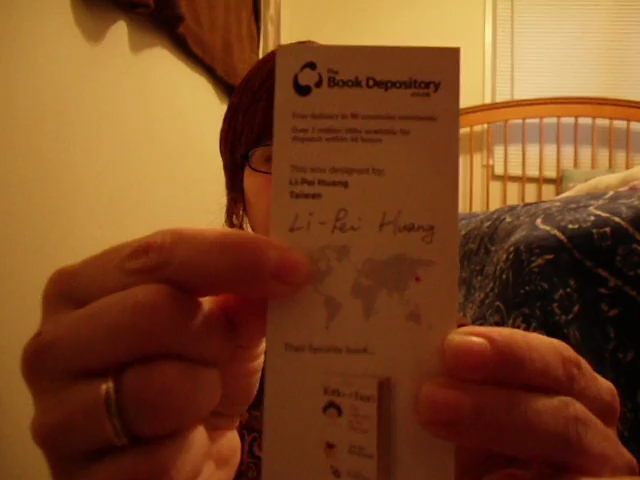 The
Book Depository
.co.uk
Free delivery to 90 countries worldwide
Over 2 million titles available for
dispatch within 48 hours
This was designed by:
Li-Pei Huang
Taiwan
Li-Pei Huang
Their favorite book...